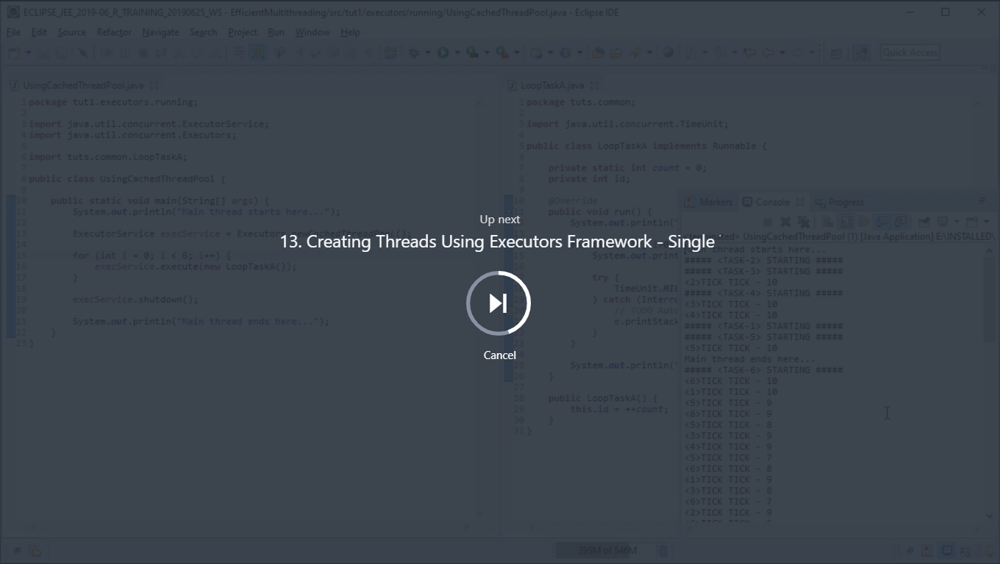 ECLIPSE_JEE_2019-06_R_TRAINING_20190625_WS - EfficientMultithreading/src/tut1/executors/running/UsingCachedThreadPool.java - Eclipse IDE
File Edit Source Refactor Navigate Search Project Run Window Help
Quick Access
UsingCachedThreadPool.java
1 package tut1.executors.running;
2
3 import java.util.concurrent.ExecutorService;
4 import java.util.concurrent.Executors;
5
6 import tuts.common.LoopTaskA;
7
8 public class UsingCachedThreadPool {
9
10 public static void main(String[] args) {
11 System.out.println("Main thread starts here...");
12
13 ExecutorService execService = Executors.newCachedThreadPool();
14
15 for (int i = 0; i < 6; i++) {
16 execService.execute(new LoopTaskA());
17 }
18
19 execService.shutdown();
20
21 System.out.println("Main thread ends here...");
22 }
23 }
LoopTaskA.java
1 package tuts.common;
2
3 import java.util.concurrent.TimeUnit;
4
5 public class LoopTaskA implements Runnable {
6
7 private static int count = 0;
8 private int id;
9
10 @Override
11 public void run() {
System.out.println("
15 System.out.print
try {
TimeUnit.MIL
} catch (Interru
// TODO Auto
e.printStack
22 }
23 }
25 System.out.println("
26 }
27
28 public LoopTaskA() {
29 this.id = ++count;
30 }
31 }
Up next
13. Creating Threads Using Executors Framework - Single
Cancel
Markers Console Progress
UsingCachedThreadPool (1) [Java Application] E:\INSTALLED\
Main thread starts here...
##### <TASK-2> STARTING #####
##### <TASK-3> STARTING #####
<2>TICK TICK - 10
##### <TASK-4> STARTING #####
<3>TICK TICK - 10
<4>TICK TICK - 10
##### <TASK-1> STARTING #####
##### <TASK-5> STARTING #####
<5>TICK TICK - 10
Main thread ends here...
##### <TASK-6> STARTING #####
<6>TICK TICK - 10
<1>TICK TICK - 10
<5>TICK TICK - 9
<6>TICK TICK - 9
<5>TICK TICK - 8
<3>TICK TICK - 9
<4>TICK TICK - 9
<5>TICK TICK - 7
<6>TICK TICK - 8
<1>TICK TICK - 9
<3>TICK TICK - 8
<6>TICK TICK - 7
<2>TICK TICK - 9
395M of 546M